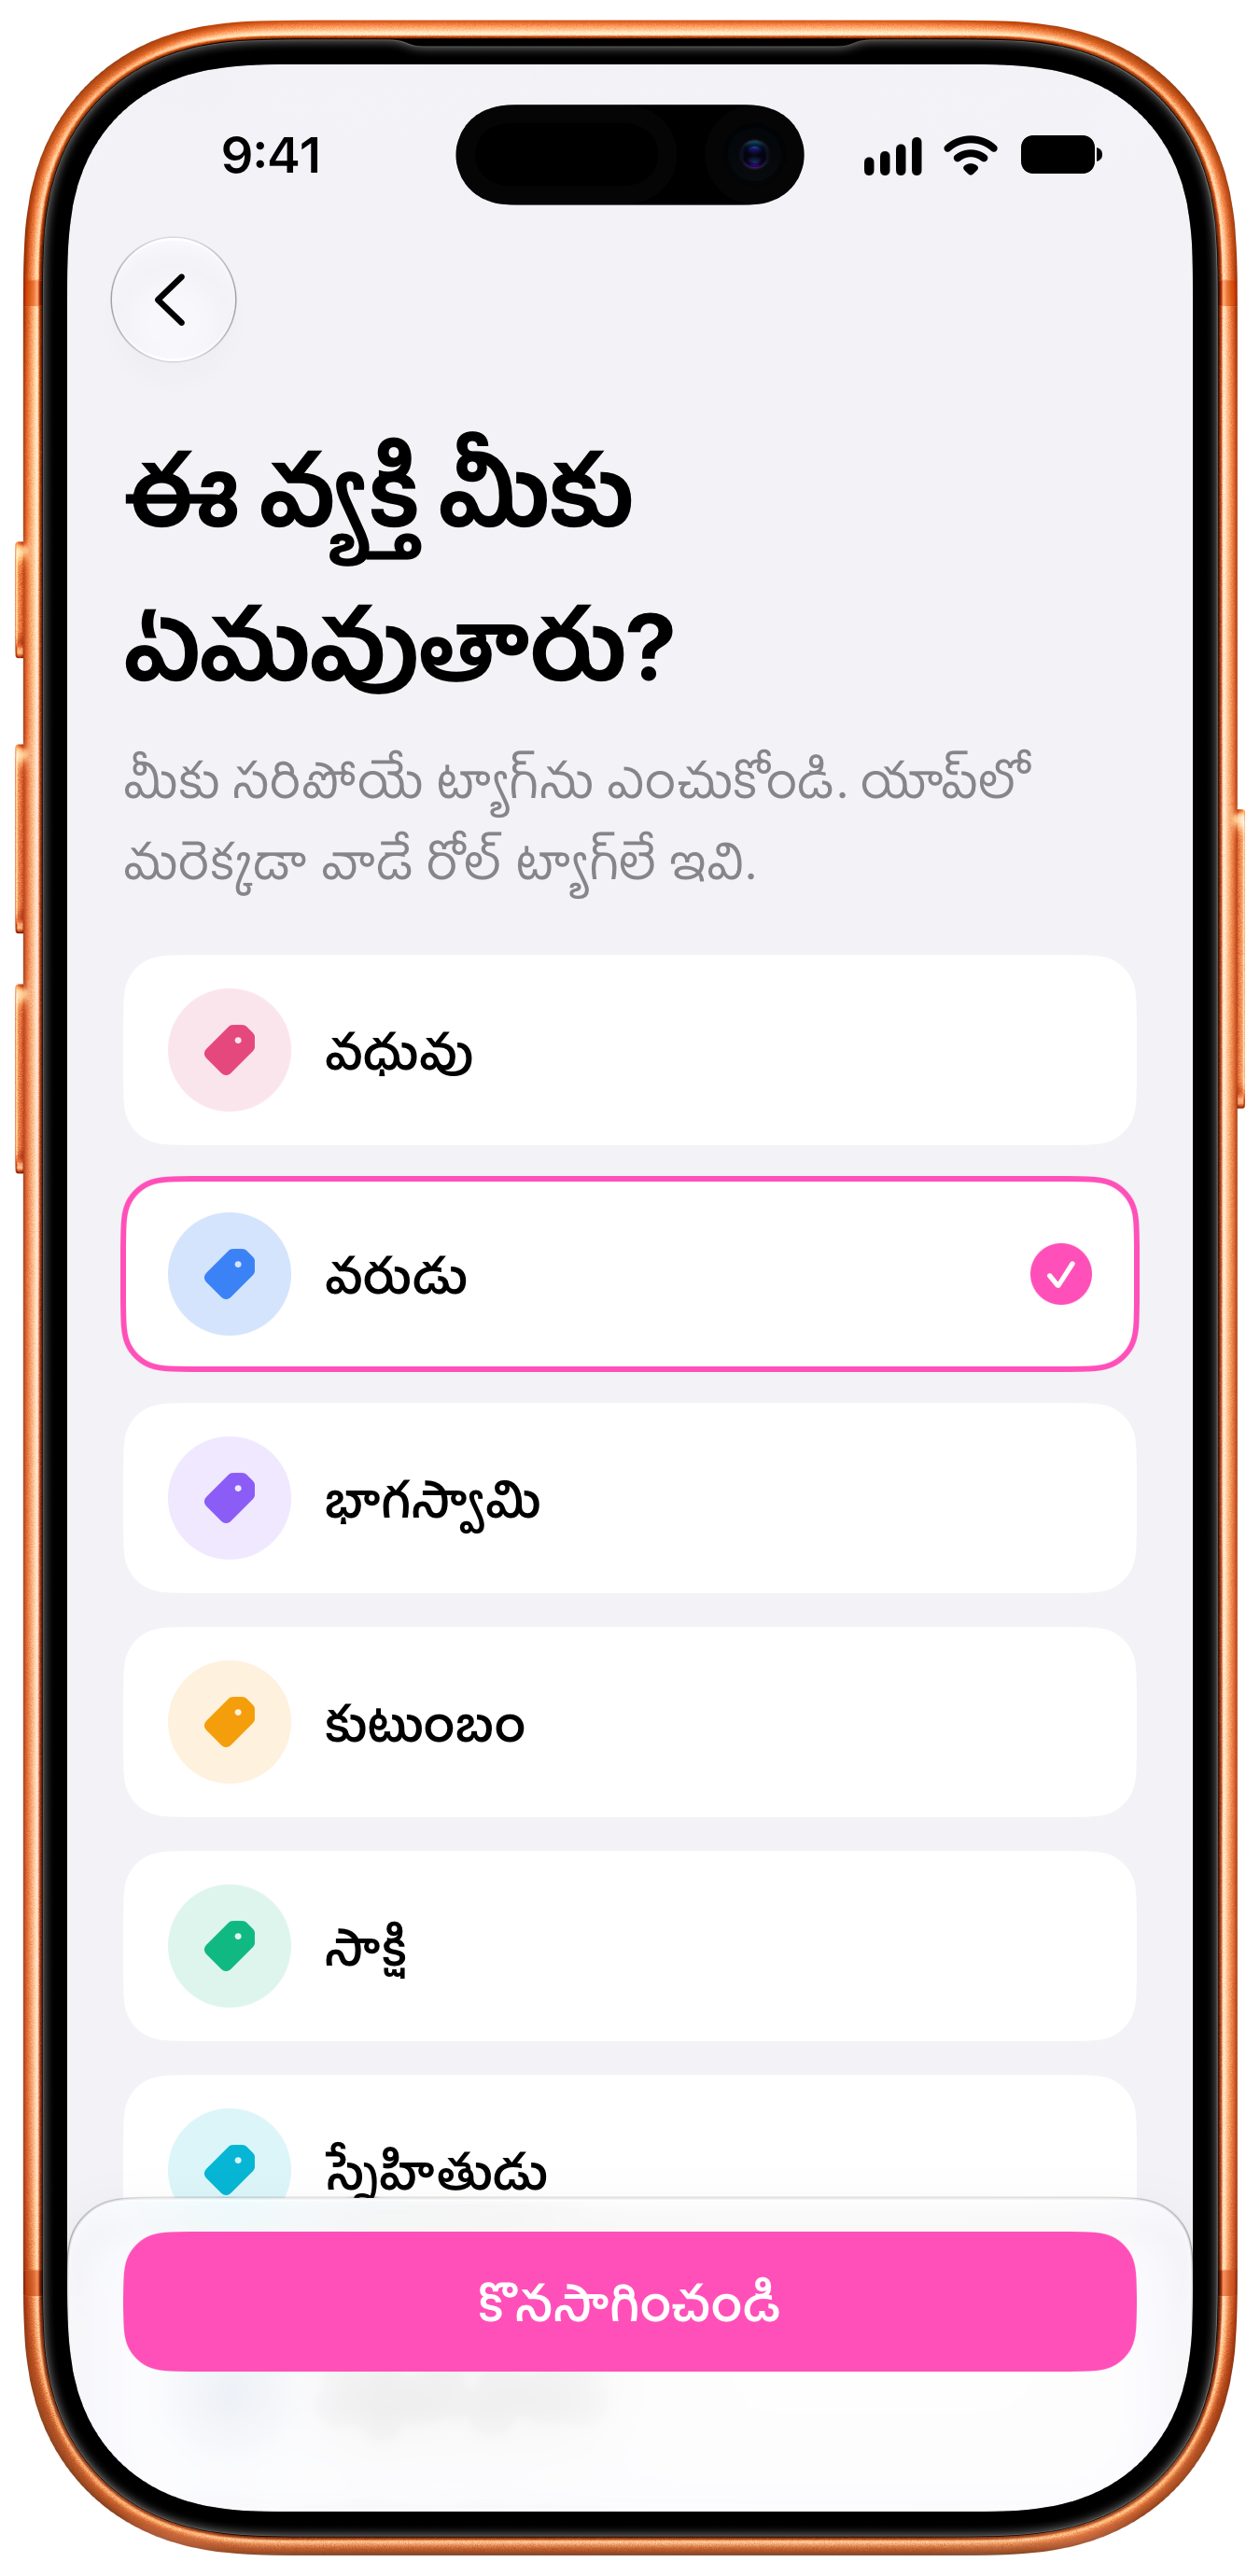 9:41
ఈ వ్యక్తి మీకు
ఏమవుతారు?
మీకు సరిపోయే ట్యాగ్‌ను ఎంచుకోండి. యాప్‌లో
మరెక్కడా వాడే రోల్ ట్యాగ్‌లే ఇవి.
వధువు
వరుడు
భాగస్వామి
కుటుంబం
సాక్షి
స్నేహితుడు
కొనసాగించండి